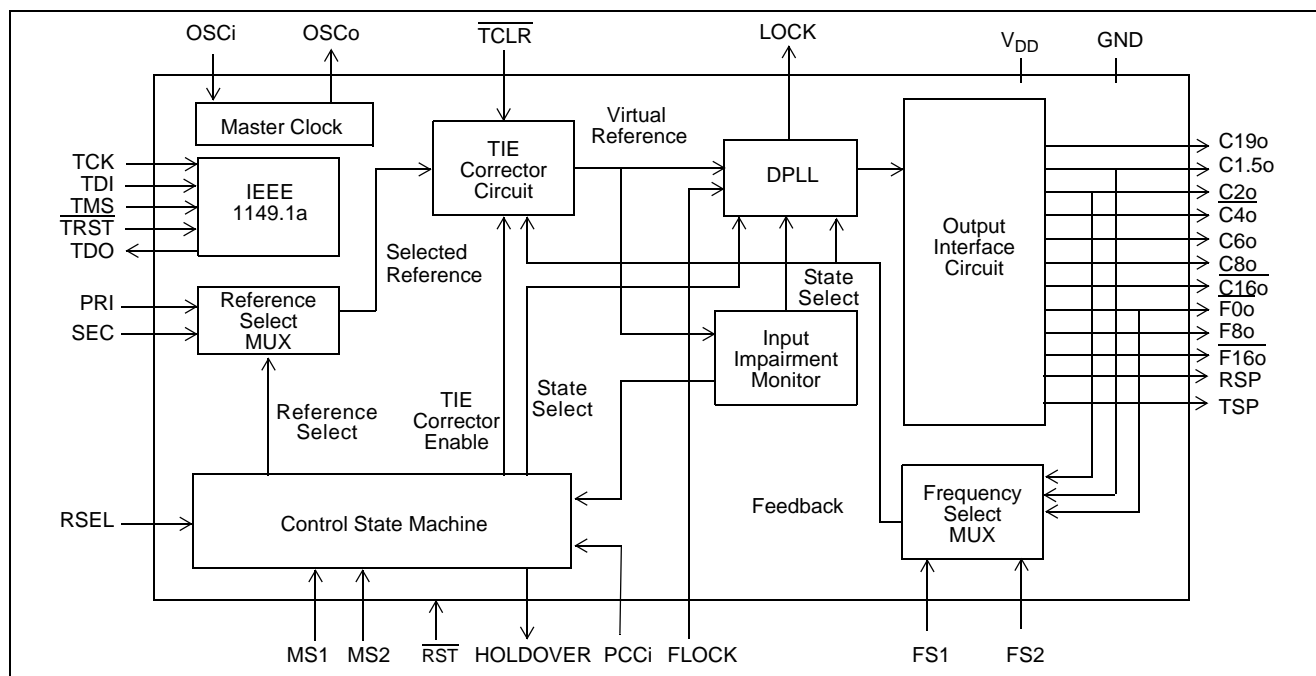 OSCi
OSCo
TCLR
LOCK
VDD
GND
Master Clock
TCK
TDI
TMS
TRST
TDO
IEEE
1149.1a
TIE
Corrector
Circuit
Virtual
Reference
DPLL
Output
Interface
Circuit
C19o
C1.5o
C2o
C4o
C6o
C8o
C16o
F0o
F8o
F16o
RSP
TSP
PRI
SEC
Reference
Select
MUX
Selected
Reference
State
Select
Input
Impairment
Monitor
Reference
Select
TIE
Corrector
Enable
State
Select
RSEL
Control State Machine
Feedback
Frequency
Select
MUX
MS1
MS2
RST
HOLDOVER
PCCi
FLOCK
FS1
FS2